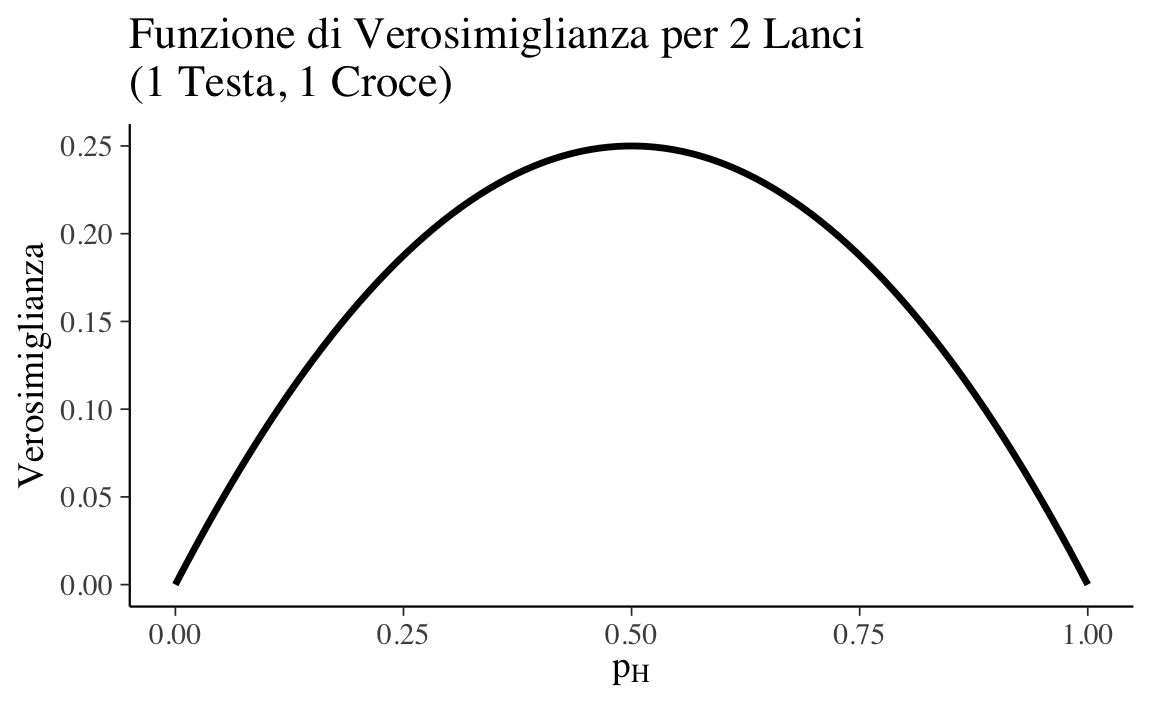 Funzione di Verosimiglianza per 2 Lanci
(1 Testa, 1 Croce)
Verosimiglianza
0.25
0.20
0.15
0.10
0.05
0.00
0.00 0.25 0.50 0.75 1.00
pH